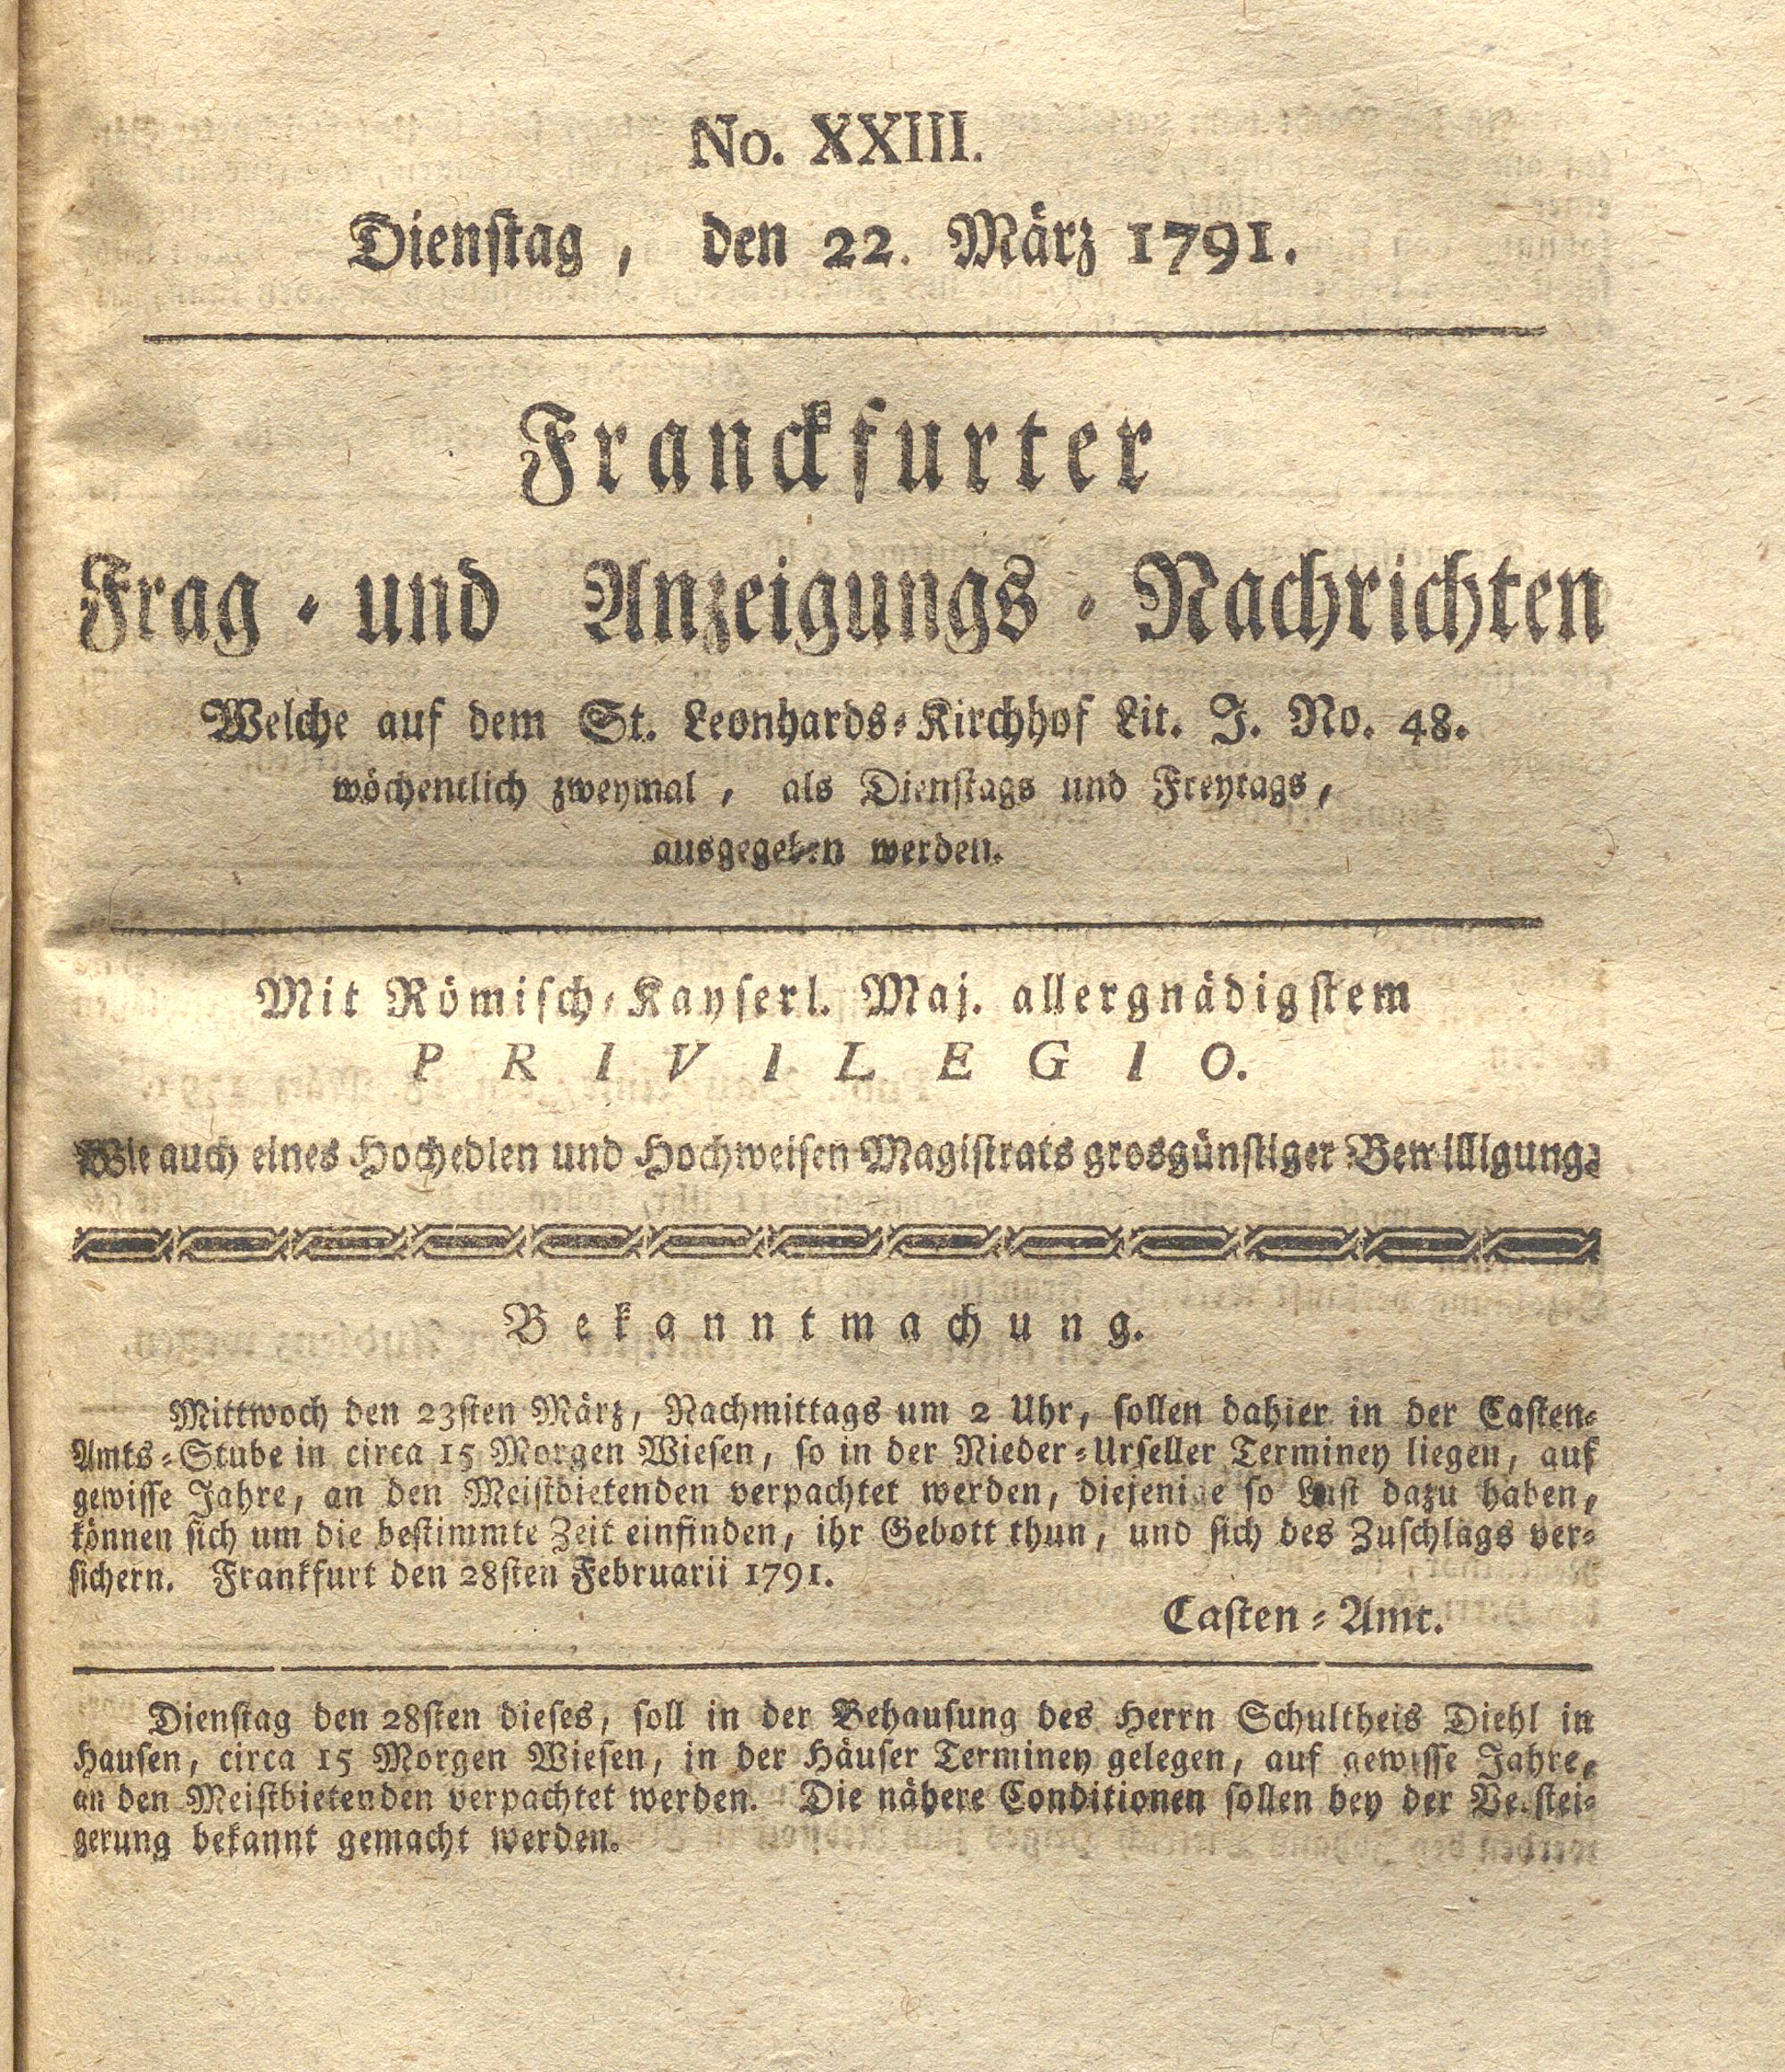 No. XXIII.
Dienstag, den 22. März 1791.
Franckfurter
Frag- und Anzeigungs-Nachrichten
Welche auf dem St. Leonhards-Kirchhof Lit. J. No. 48.
wöchentlich zweymal, als Dienstags und Freytags,
ausgegeben werden.
Mit Römisch-Kayserl. Maj. allergnädigstem
PRIVILEGIO.
Wie auch eines Hochedlen und Hochweisen Magistrats grosgünstiger Bewilligung.
Bekanntmachung.
Mittwoch den 23sten März, Nachmittags um 2 Uhr, sollen dahier in der Casten-
Amts-Stube in circa 15 Morgen Wiesen, so in der Nieder-Urseller Terminey liegen, auf
gewisse Jahre, an den Meistbietenden verpachtet werden, diejenige so Lust dazu haben,
können sich um die bestimmte Zeit einfinden, ihr Gebott thun, und sich des Zuschlags ver-
sichern. Frankfurt den 28sten Februarii 1791.
Casten-Amt.
Dienstag den 28sten dieses, soll in der Behausung des Herrn Schultheis Diehl in
Hausen, circa 15 Morgen Wiesen, in der Häuser Terminey gelegen, auf gewisse Jahre,
an den Meistbietenden verpachtet werden. Die nähere Conditionen sollen bey der Verstei-
gerung bekannt gemacht werden.